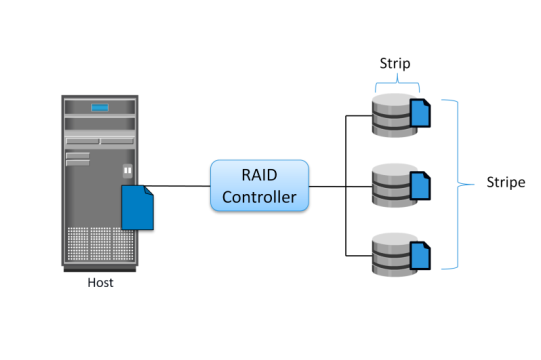 Strip
RAID
Controller
Stripe
Host